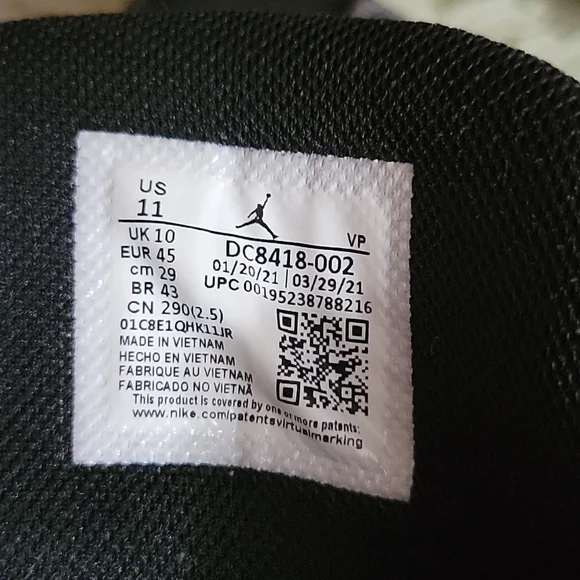 US
11
VP
UK 10
EUR 45
cm 29
BR 43
CN 290(2.5)
DC8418-002
01/20/21 | 03/29/21
UPC 00195238788216
01C8E1QHK11JR
MADE IN VIETNAM
HECHO EN VIETNAM
FABRIQUE AU VIETNAM
FABRICADO NO VIETNÃ
This product is covered by one or more patents:
www.nike.com/patentsvirtualmarking